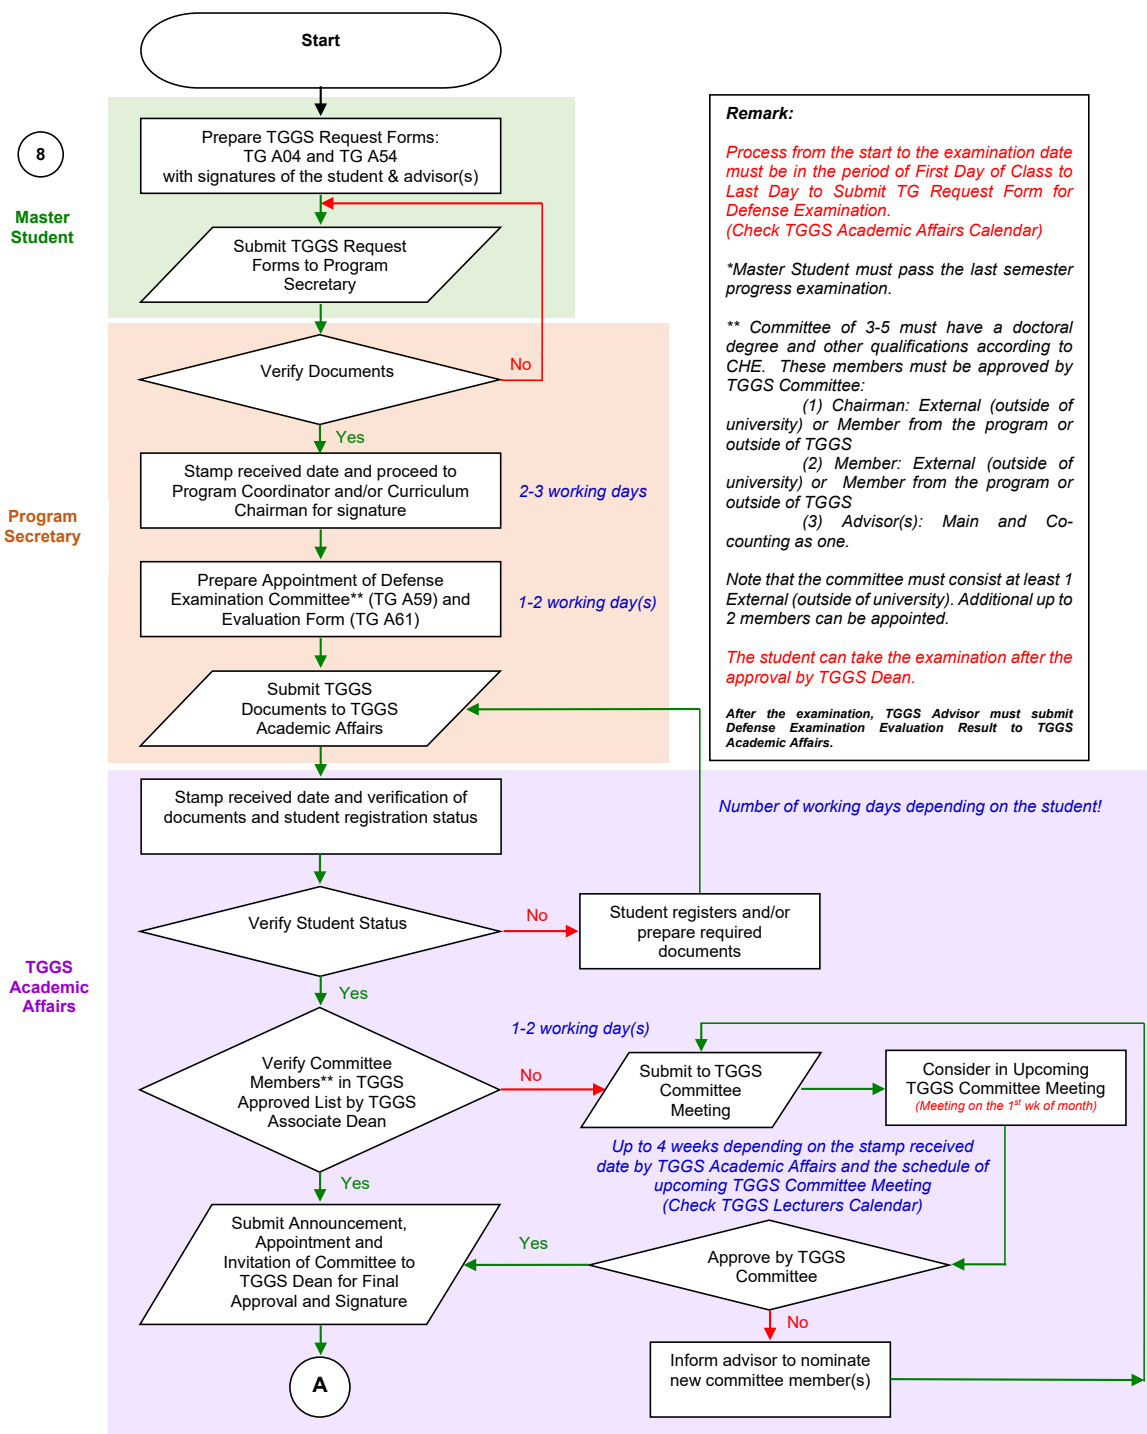 Start
8
Master
Student
Prepare TGGS Request Forms:
TG A04 and TG A54
with signatures of the student & advisor(s)
Submit TGGS Request
Forms to Program
Secretary
Verify Documents
No
Yes
Program
Secretary
Stamp received date and proceed to
Program Coordinator and/or Curriculum
Chairman for signature
2-3 working days
Prepare Appointment of Defense
Examination Committee** (TG A59) and
Evaluation Form (TG A61)
1-2 working day(s)
Submit TGGS
Documents to TGGS
Academic Affairs
Remark:
Process from the start to the examination date
must be in the period of First Day of Class to
Last Day to Submit TG Request Form for
Defense Examination.
(Check TGGS Academic Affairs Calendar)
*Master Student must pass the last semester
progress examination.
** Committee of 3-5 must have a doctoral
degree and other qualifications according to
CHE. These members must be approved by
TGGS Committee:
(1) Chairman: External (outside of
university) or Member from the program or
outside of TGGS
(2) Member: External (outside of
university) or Member from the program or
outside of TGGS
(3) Advisor(s): Main and Co-
counting as one.
Note that the committee must consist at least 1
External (outside of university). Additional up to
2 members can be appointed.
The student can take the examination after the
approval by TGGS Dean.
After the examination, TGGS Advisor must submit
Defense Examination Evaluation Result to TGGS
Academic Affairs.
TGGS
Academic
Affairs
Stamp received date and verification of
documents and student registration status
Number of working days depending on the student!
Verify Student Status
No
Student registers and/or
prepare required
documents
Yes
Verify Committee
Members** in TGGS
Approved List by TGGS
Associate Dean
1-2 working day(s)
No
Submit to TGGS
Committee
Meeting
Consider in Upcoming
TGGS Committee Meeting
(Meeting on the 1st wk of month)
Up to 4 weeks depending on the stamp received
date by TGGS Academic Affairs and the schedule of
upcoming TGGS Committee Meeting
(Check TGGS Lecturers Calendar)
Yes
Submit Announcement,
Appointment and
Invitation of Committee to
TGGS Dean for Final
Approval and Signature
Yes
Approve by TGGS
Committee
No
Inform advisor to nominate
new committee member(s)
A